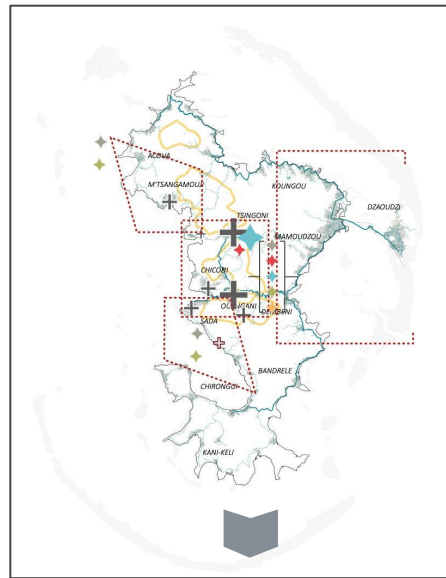 ACOUA
M'TSANGAMOUJI
KOUNGOU
DZAOUDZI
TSINGONI
MAMOUDZOU
CHICONI
OUANGANI
DEMBENI
SADA
BANDRELE
CHIRONGUI
KANI-KELI